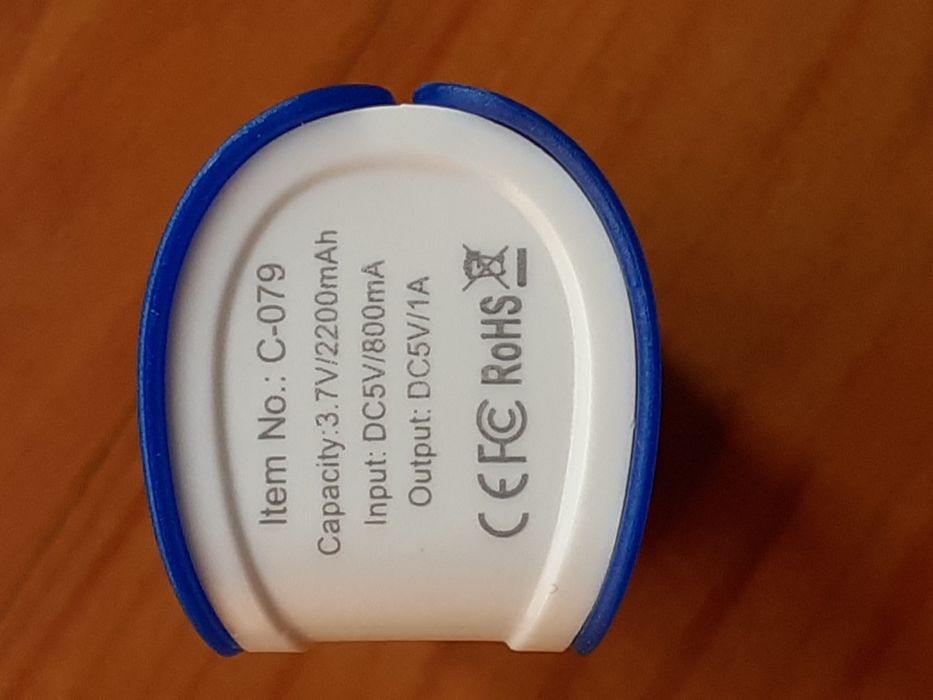 Item No.: C-079
Capacity:3.7V/2200mAh
Input: DC5V/800mA
Output: DC5V/1A
CE FC RoHS